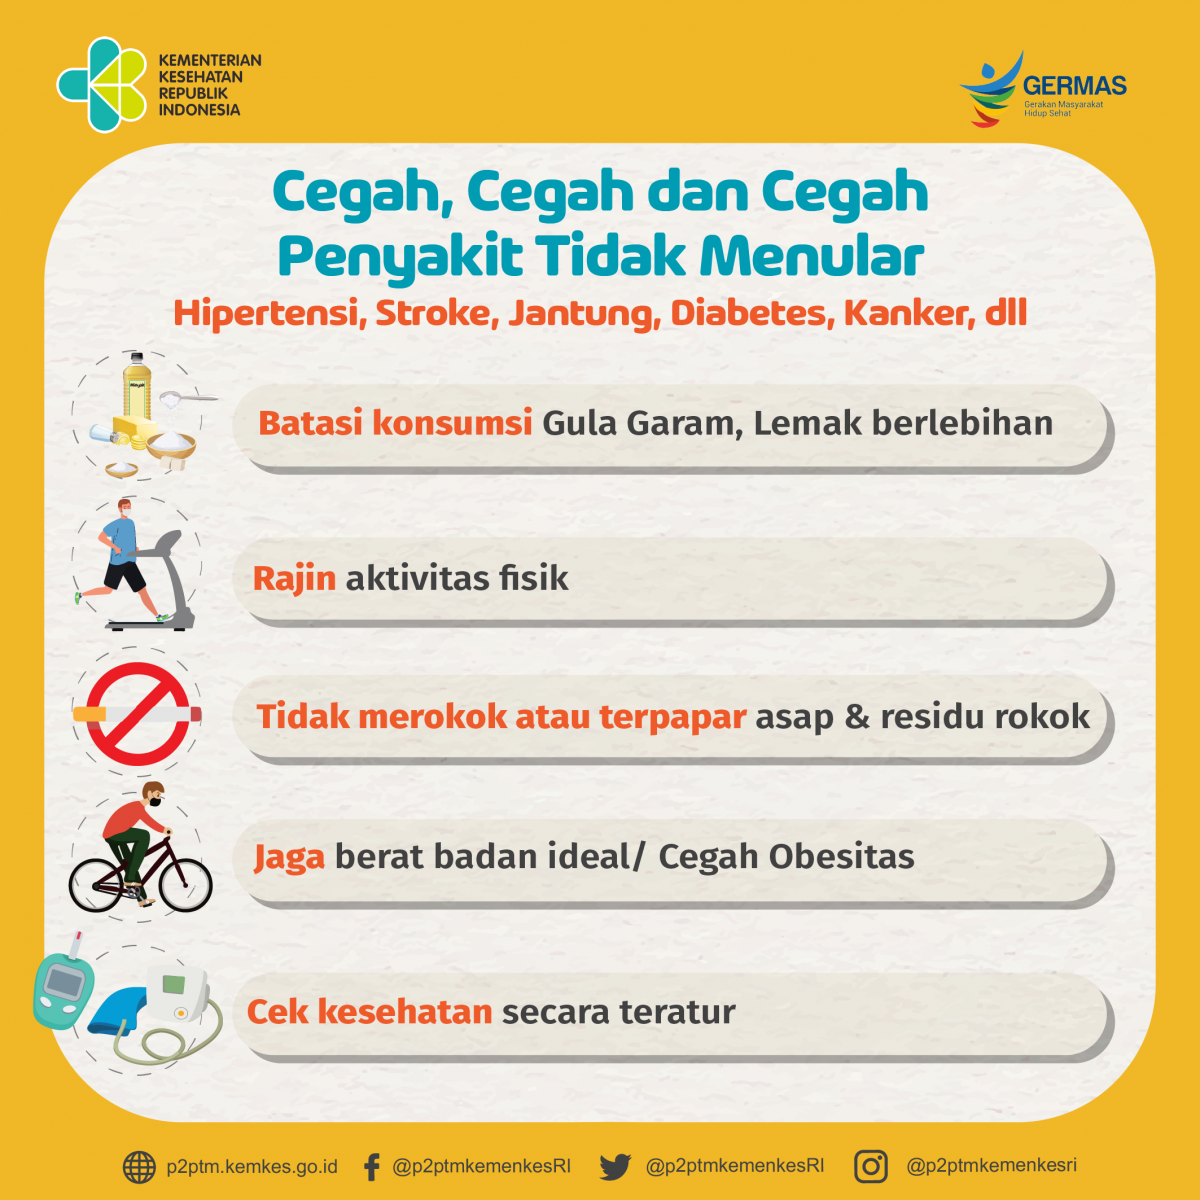 KEMENTERIAN
KESEHATAN
REPUBLIK
INDONESIA
GERMAS
Gerakan Masyarakat
Hidup Sehat
Cegah, Cegah dan Cegah
Penyakit Tidak Menular
Hipertensi, Stroke, Jantung, Diabetes, Kanker, dll
Minyak
Batasi konsumsi Gula Garam, Lemak berlebihan
Rajin aktivitas fisik
Tidak merokok atau terpapar asap & residu rokok
Jaga berat badan ideal/ Cegah Obesitas
Cek kesehatan secara teratur
p2ptm.kemkes.go.id @p2ptmkemenkesRI @p2ptmkemenkesRI @p2ptmkemenkesri